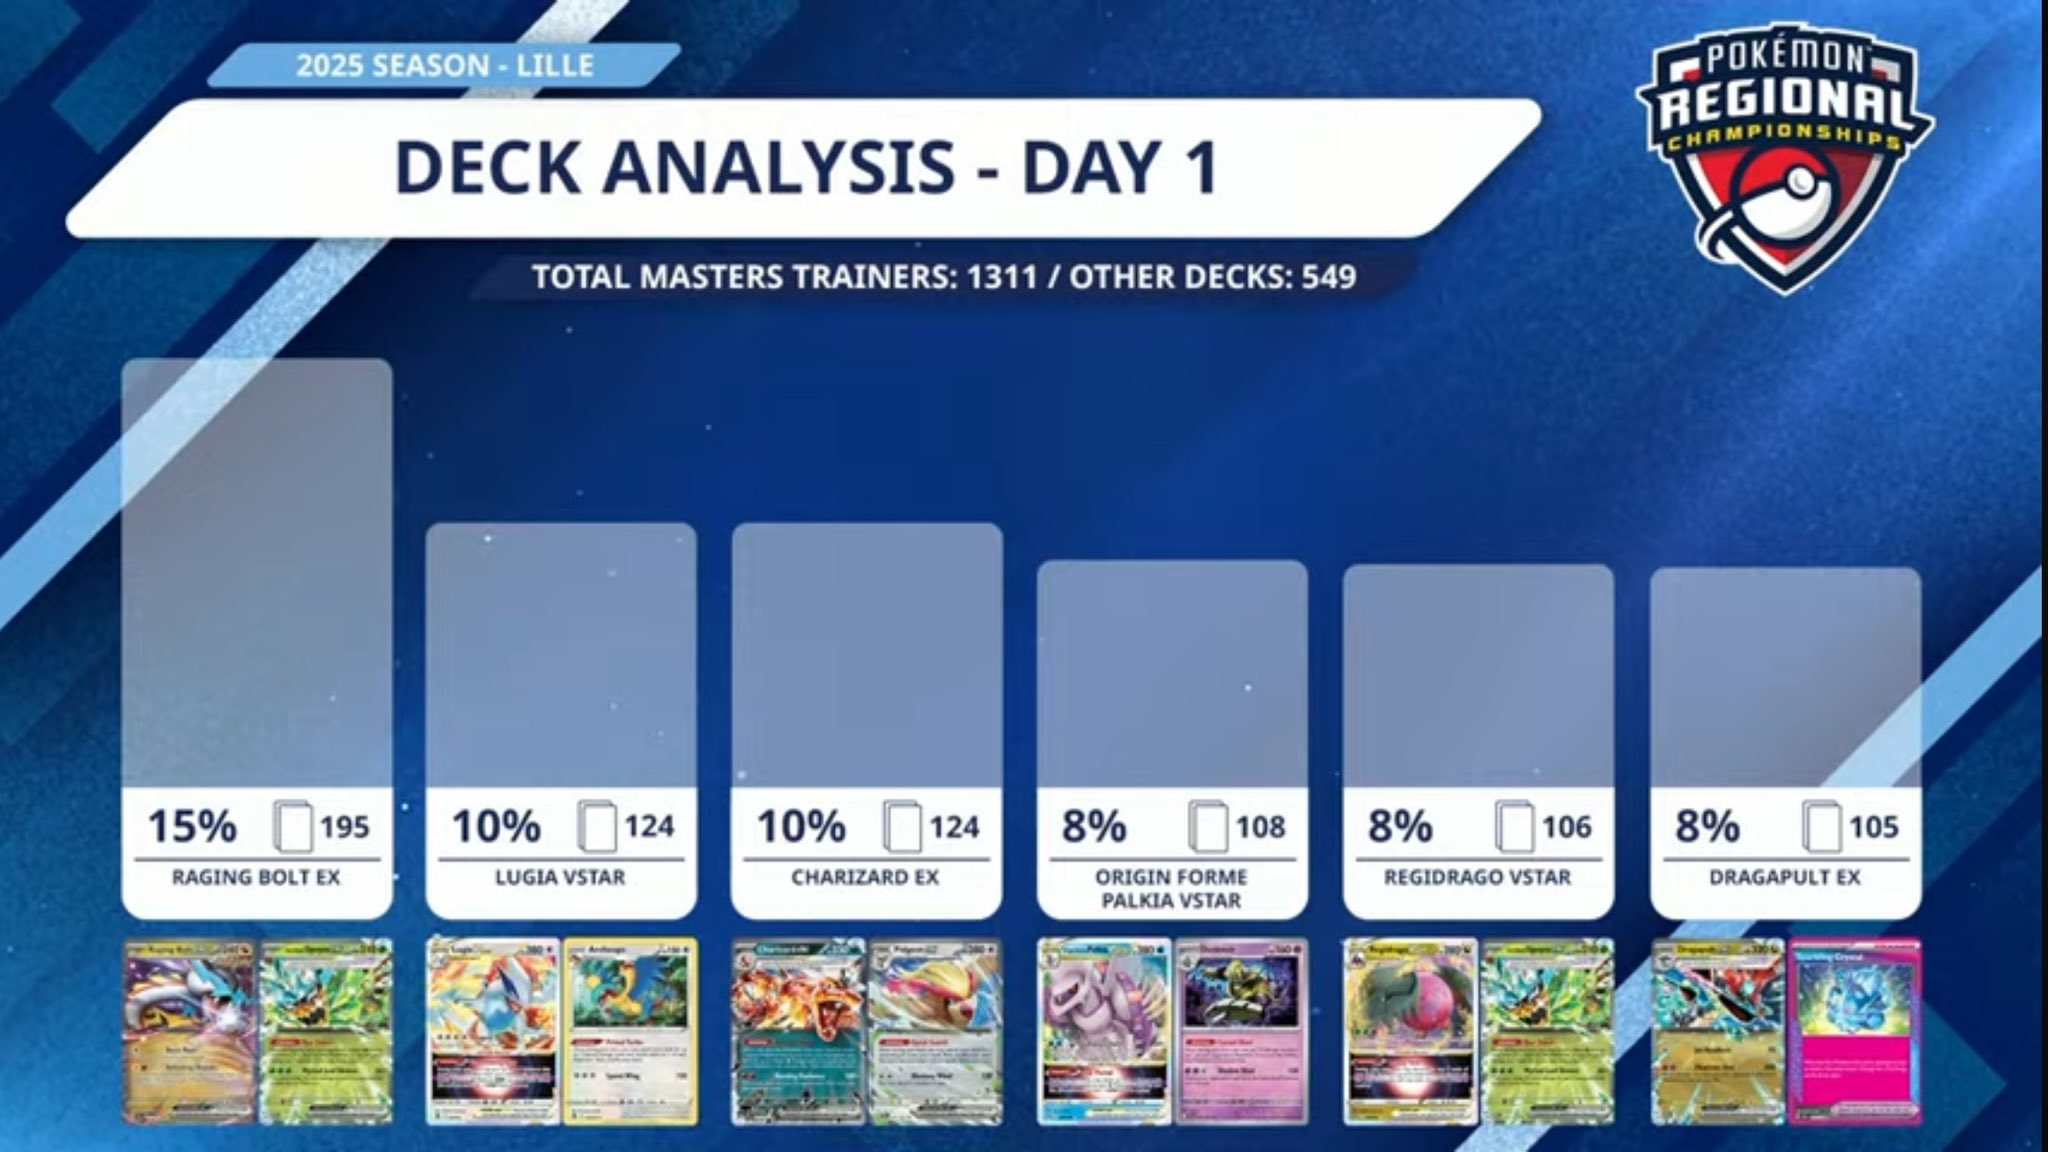 2025 SEASON - LILLE
DECK ANALYSIS - DAY 1
TOTAL MASTERS TRAINERS: 1311 / OTHER DECKS: 549
POKÉMON
REGIONAL
CHAMPIONSHIPS
15% 195
RAGING BOLT EX
10% 124
LUGIA VSTAR
10% 124
CHARIZARD EX
8% 108
ORIGIN FORME
PALKIA VSTAR
8% 106
REGIDRAGO VSTAR
8% 105
DRAGAPULT EX